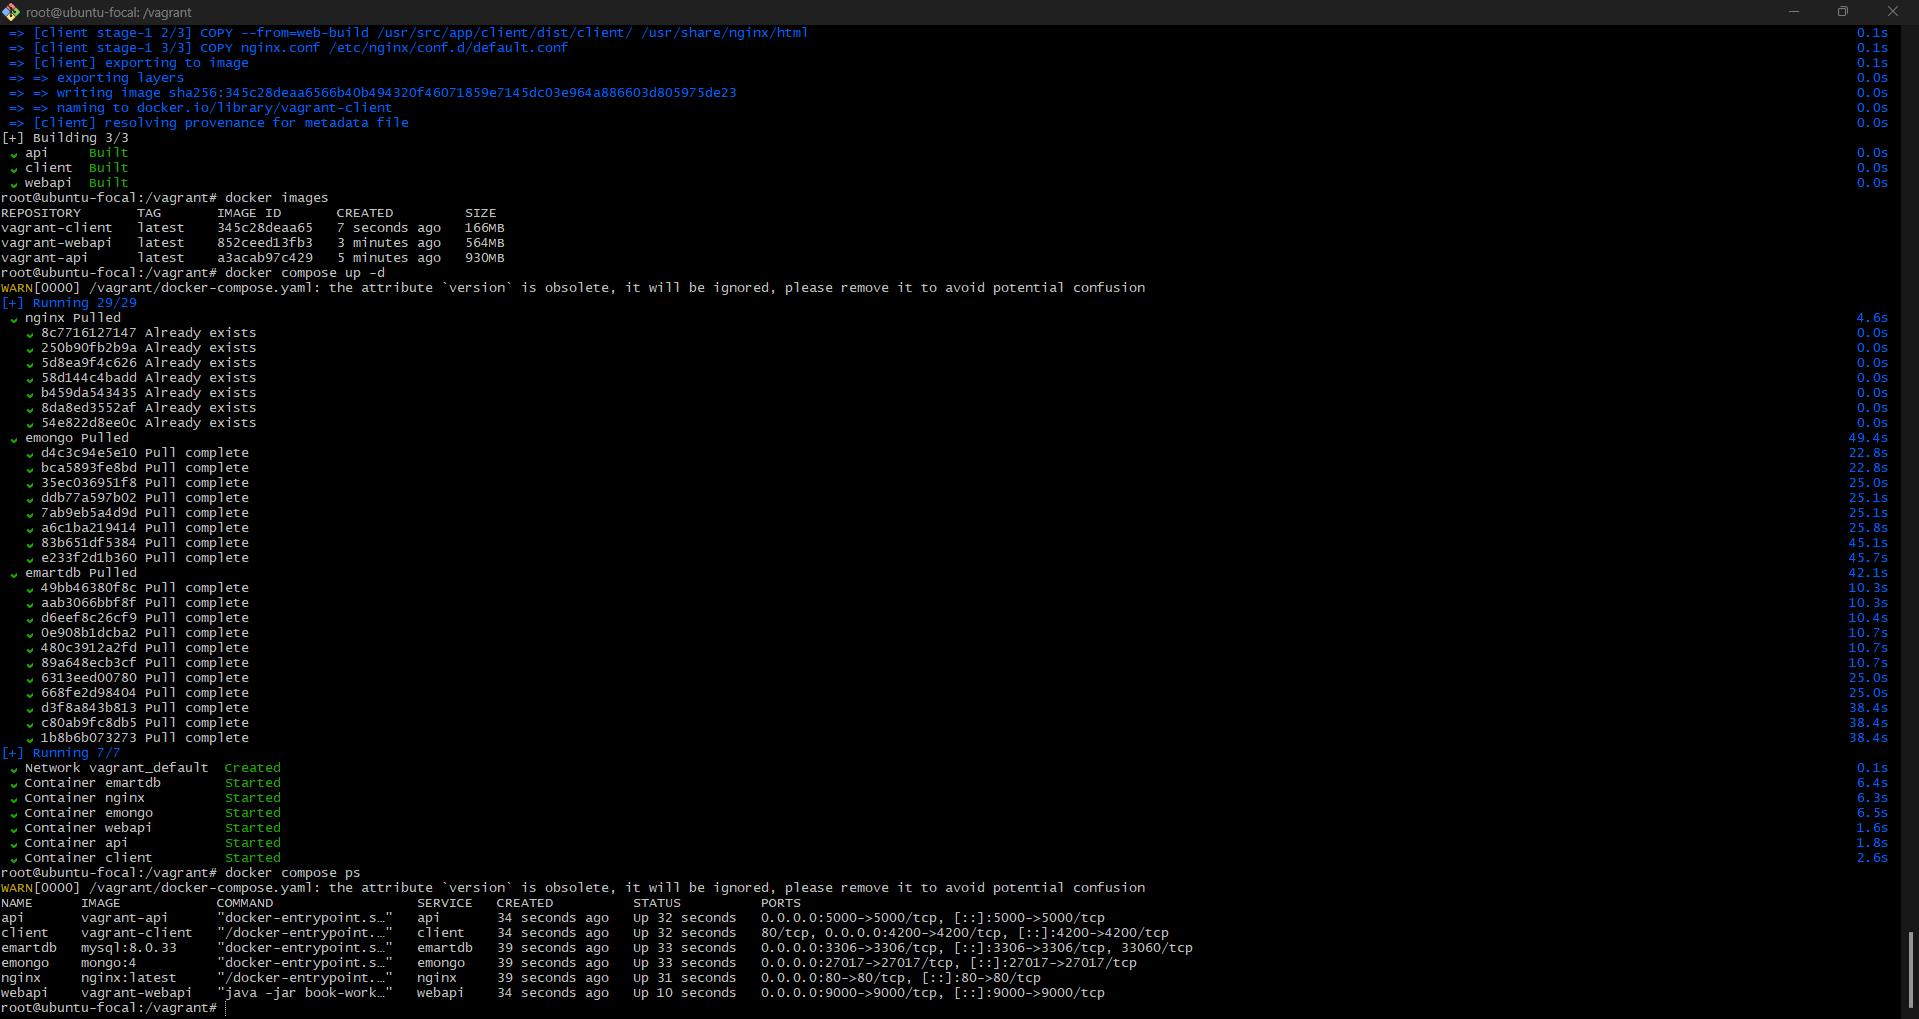 root@ubuntu-focal: /vagrant
=> [client stage-1 2/3] COPY --from=web-build /usr/src/app/client/dist/client/ /usr/share/nginx/html 0.1s
=> [client stage-1 3/3] COPY nginx.conf /etc/nginx/conf.d/default.conf 0.1s
=> [client] exporting to image 0.1s
=> => exporting layers 0.0s
=> => writing image sha256:345c28deaa6566b40b494320f46071859e7145dc03e964a886603d805975de23 0.0s
=> => naming to docker.io/library/vagrant-client 0.0s
=> [client] resolving provenance for metadata file 0.0s
[+] Building 3/3
✔ api Built 0.0s
✔ client Built 0.0s
✔ webapi Built 0.0s
root@ubuntu-focal:/vagrant# docker images
REPOSITORY TAG IMAGE ID CREATED SIZE
vagrant-client latest 345c28deaa65 7 seconds ago 166MB
vagrant-webapi latest 852ceed13fb3 3 minutes ago 564MB
vagrant-api latest a3acab97c429 5 minutes ago 930MB
root@ubuntu-focal:/vagrant# docker compose up -d
WARN[0000] /vagrant/docker-compose.yaml: the attribute `version` is obsolete, it will be ignored, please remove it to avoid potential confusion
[+] Running 29/29
✔ nginx Pulled 4.6s
✔ 8c7716127147 Already exists 0.0s
✔ 250b90fb2b9a Already exists 0.0s
✔ 5d8ea9f4c626 Already exists 0.0s
✔ 58d144c4badd Already exists 0.0s
✔ b459da543435 Already exists 0.0s
✔ 8da8ed3552af Already exists 0.0s
✔ 54e822d8ee0c Already exists 0.0s
✔ emongo Pulled 49.4s
✔ d4c3c94e5e10 Pull complete 22.8s
✔ bca5893fe8bd Pull complete 22.8s
✔ 35ec036951f8 Pull complete 25.0s
✔ ddb77a597b02 Pull complete 25.1s
✔ 7ab9eb5a4d9d Pull complete 25.1s
✔ a6c1ba219414 Pull complete 25.8s
✔ 83b651df5384 Pull complete 45.1s
✔ e233f2d1b360 Pull complete 45.7s
✔ emartdb Pulled 42.1s
✔ 49bb46380f8c Pull complete 10.3s
✔ aab3066bbf8f Pull complete 10.3s
✔ d6eef8c26cf9 Pull complete 10.4s
✔ 0e908b1dcba2 Pull complete 10.7s
✔ 480c3912a2fd Pull complete 10.7s
✔ 89a648ecb3cf Pull complete 10.7s
✔ 6313eed00780 Pull complete 25.0s
✔ 668fe2d98404 Pull complete 25.0s
✔ d3f8a843b813 Pull complete 38.4s
✔ c80ab9fc8db5 Pull complete 38.4s
✔ 1b8b6b073273 Pull complete 38.4s
[+] Running 7/7
✔ Network vagrant_default Created 0.1s
✔ Container emartdb Started 6.4s
✔ Container nginx Started 6.3s
✔ Container emongo Started 6.5s
✔ Container webapi Started 1.6s
✔ Container api Started 1.8s
✔ Container client Started 2.6s
root@ubuntu-focal:/vagrant# docker compose ps
WARN[0000] /vagrant/docker-compose.yaml: the attribute `version` is obsolete, it will be ignored, please remove it to avoid potential confusion
NAME IMAGE COMMAND SERVICE CREATED STATUS PORTS
api vagrant-api "docker-entrypoint.s…" api 34 seconds ago Up 32 seconds 0.0.0.0:5000->5000/tcp, [::]:5000->5000/tcp
client vagrant-client "/docker-entrypoint.…" client 34 seconds ago Up 32 seconds 80/tcp, 0.0.0.0:4200->4200/tcp, [::]:4200->4200/tcp
emartdb mysql:8.0.33 "docker-entrypoint.s…" emartdb 39 seconds ago Up 33 seconds 0.0.0.0:3306->3306/tcp, [::]:3306->3306/tcp, 33060/tcp
emongo mongo:4 "docker-entrypoint.s…" emongo 39 seconds ago Up 33 seconds 0.0.0.0:27017->27017/tcp, [::]:27017->27017/tcp
nginx nginx:latest "/docker-entrypoint.…" nginx 39 seconds ago Up 31 seconds 0.0.0.0:80->80/tcp, [::]:80->80/tcp
webapi vagrant-webapi "java -jar book-work…" webapi 34 seconds ago Up 10 seconds 0.0.0.0:9000->9000/tcp, [::]:9000->9000/tcp
root@ubuntu-focal:/vagrant#